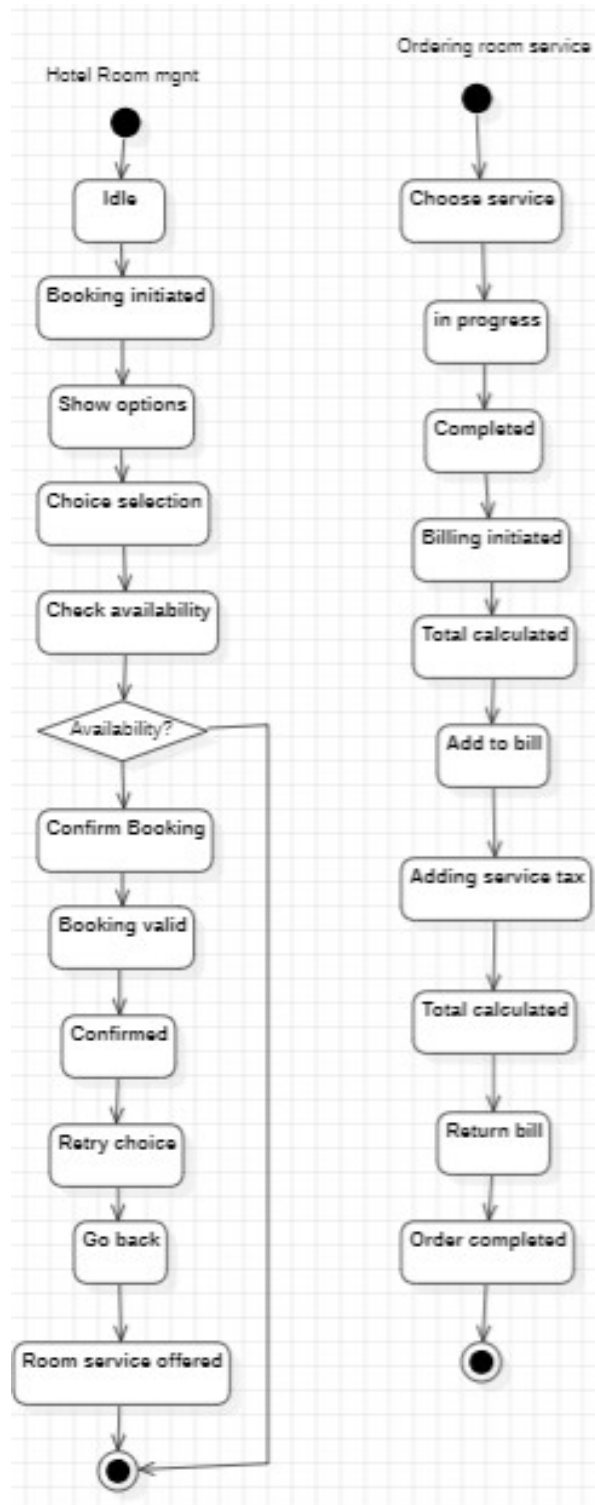 Hotel Room mgnt
Idle
Booking initiated
Show options
Choice selection
Check availability
Availability?
Confirm Booking
Booking valid
Confirmed
Retry choice
Go back
Room service offered
Ordering room service
Choose service
in progress
Completed
Billing initiated
Total calculated
Add to bill
Adding service tax
Total calculated
Return bill
Order completed